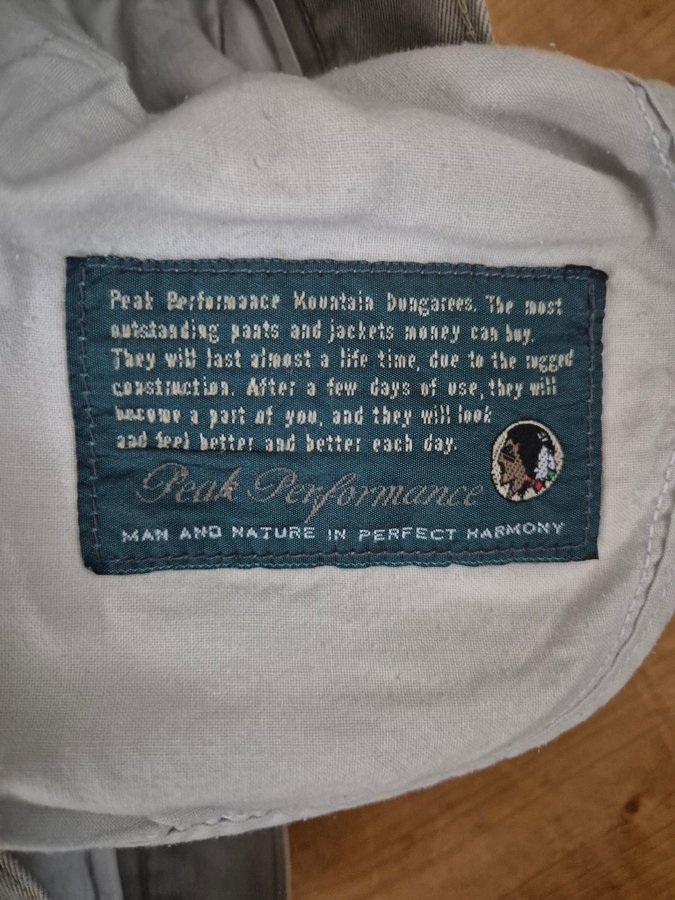 Peak Performance Mountain Dungarees. The most
outstanding pants and jackets money can buy.
They will last almost a life time, due to the rugged
construction. After a few days of use, they will
become a part of you, and they will look
and feel better and better each day.
Peak Performance
MAN AND NATURE IN PERFECT HARMONY